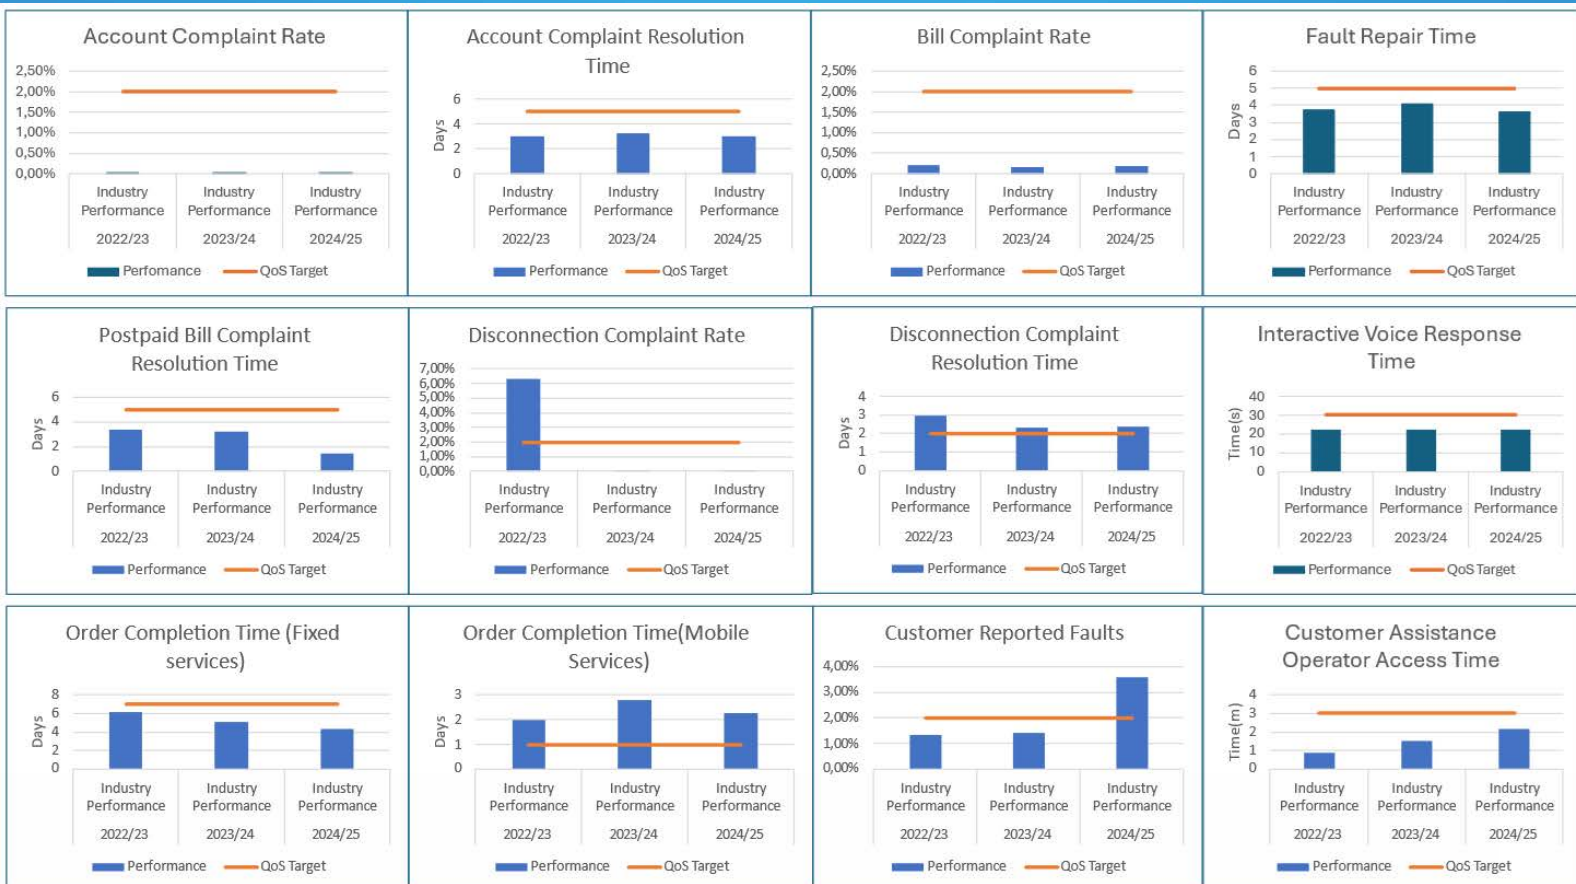 Account Complaint Rate
2,50%
2,00%
1,50%
1,00%
0,50%
0,00%
Industry Performance Industry Performance Industry Performance
2022/23 2023/24 2024/25
Perfomance QoS Target
Account Complaint Resolution
Time
Days
6
4
2
0
Industry Performance Industry Performance Industry Performance
2022/23 2023/24 2024/25
Performance QoS Target
Bill Complaint Rate
2,50%
2,00%
1,50%
1,00%
0,50%
0,00%
Industry Performance Industry Performance Industry Performance
2022/23 2023/24 2024/25
Performance QoS Target
Fault Repair Time
Days
6
5
4
3
2
1
0
Industry Performance Industry Performance Industry Performance
2022/23 2023/24 2024/25
Performance QoS Target
Postpaid Bill Complaint
Resolution Time
Days
6
4
2
0
Industry Performance Industry Performance Industry Performance
2022/23 2023/24 2024/25
Performance QoS Target
Disconnection Complaint Rate
7,00%
6,00%
5,00%
4,00%
3,00%
2,00%
1,00%
0,00%
Industry Performance Industry Performance Industry Performance
2022/23 2023/24 2024/25
Performance QoS Target
Disconnection Complaint
Resolution Time
Days
4
3
2
1
0
Industry Performance Industry Performance Industry Performance
2022/23 2023/24 2024/25
Performance QoS Target
Interactive Voice Response
Time
Time(s)
40
30
20
10
0
Industry Performance Industry Performance Industry Performance
2022/23 2023/24 2024/25
Performance QoS Target
Order Completion Time (Fixed
services)
Days
8
6
4
2
0
Industry Performance Industry Performance Industry Performance
2022/23 2023/24 2024/25
Performance QoS Target
Order Completion Time(Mobile
Services)
Days
3
2
1
0
Industry Performance Industry Performance Industry Performance
2022/23 2023/24 2024/25
Performance QoS Target
Customer Reported Faults
4,00%
3,00%
2,00%
1,00%
0,00%
Industry Performance Industry Performance Industry Performance
2022/23 2023/24 2024/25
Performance QoS Target
Customer Assistance
Operator Access Time
Time(m)
4
3
2
1
0
Industry Performance Industry Performance Industry Performance
2022/23 2023/24 2024/25
Performance QoS Target